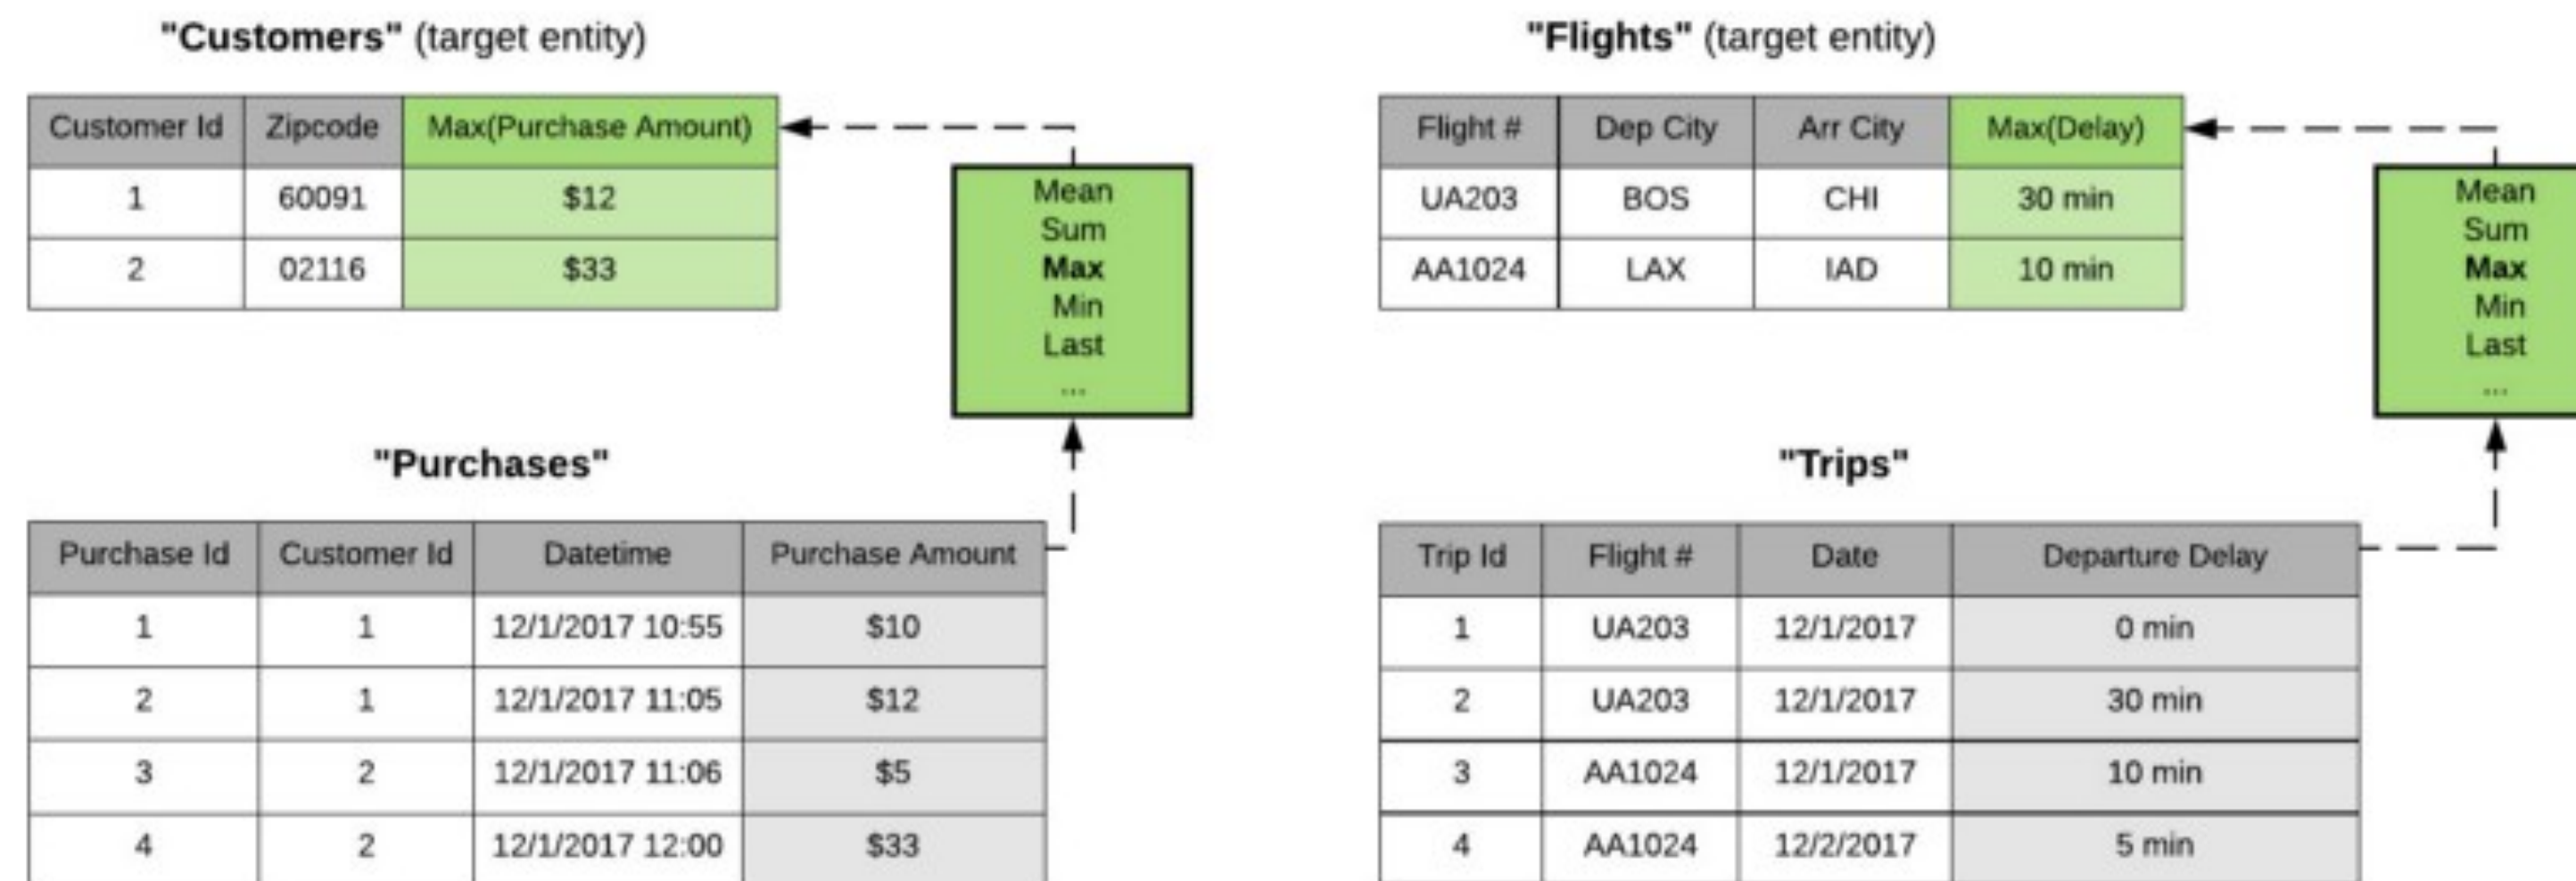 "Customers" (target entity)
Customer Id Zipcode Max(Purchase Amount)
1 60091 $12
2 02116 $33
Mean
Sum
Max
Min
Last
...
"Purchases"
Purchase Id Customer Id Datetime Purchase Amount
1 1 12/1/2017 10:55 $10
2 1 12/1/2017 11:05 $12
3 2 12/1/2017 11:06 $5
4 2 12/1/2017 12:00 $33
"Flights" (target entity)
Flight # Dep City Arr City Max(Delay)
UA203 BOS CHI 30 min
AA1024 LAX IAD 10 min
Mean
Sum
Max
Min
Last
...
"Trips"
Trip Id Flight # Date Departure Delay
1 UA203 12/1/2017 0 min
2 UA203 12/1/2017 30 min
3 AA1024 12/1/2017 10 min
4 AA1024 12/2/2017 5 min